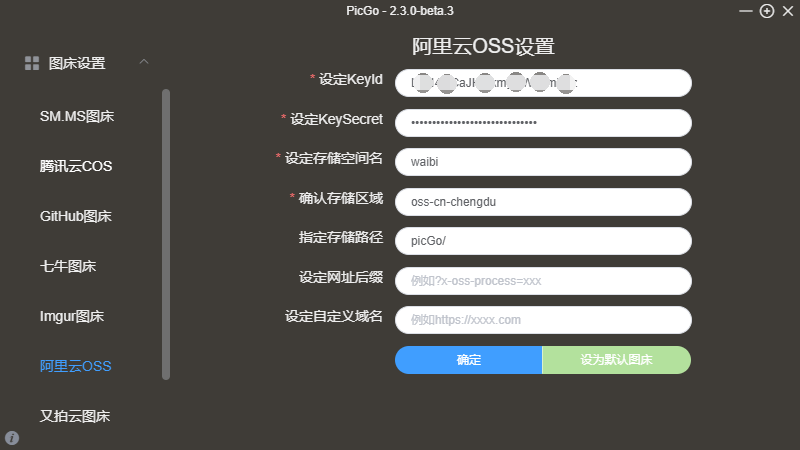 PicGo - 2.3.0-beta.3
图床设置
SM.MS图床
腾讯云COS
GitHub图床
七牛图床
Imgur图床
阿里云OSS
又拍云图床
阿里云OSS设置
* 设定KeyId
* 设定KeySecret
••••••••••••••••••••••••••••••
* 设定存储空间名
waibi
* 确认存储区域
oss-cn-chengdu
指定存储路径
picGo/
设定网址后缀
例如?x-oss-process=xxx
设定自定义域名
例如https://xxxx.com
确定
设为默认图床